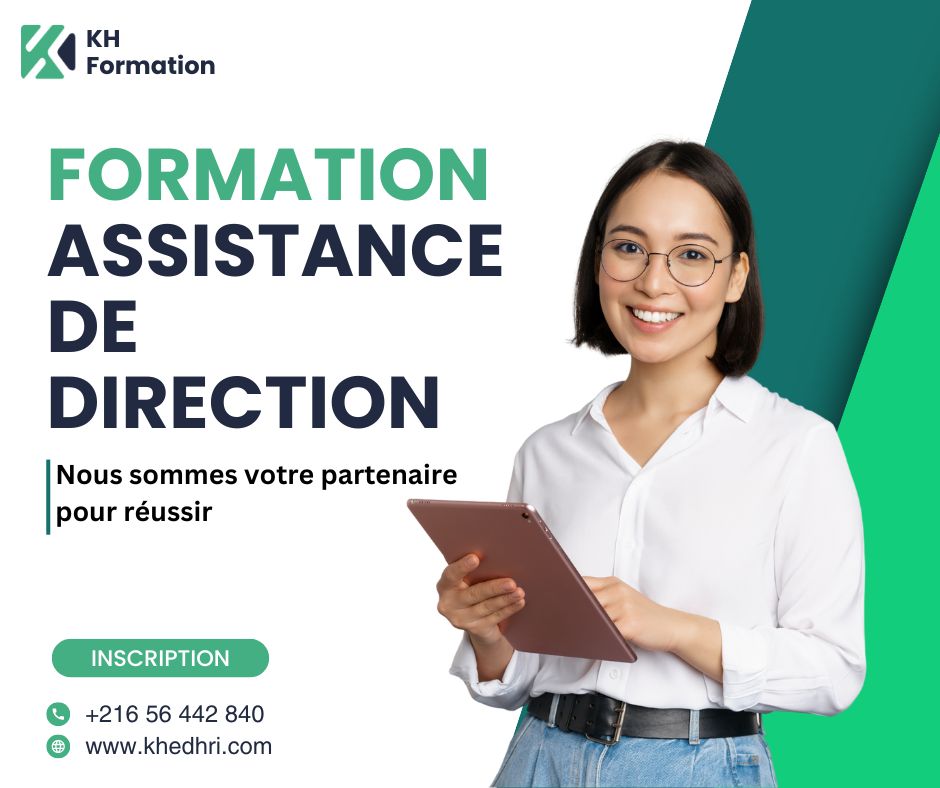 KH
Formation
FORMATION
ASSISTANCE
DE
DIRECTION
Nous sommes votre partenaire
pour réussir
INSCRIPTION
+216 56 442 840
www.khedhri.com